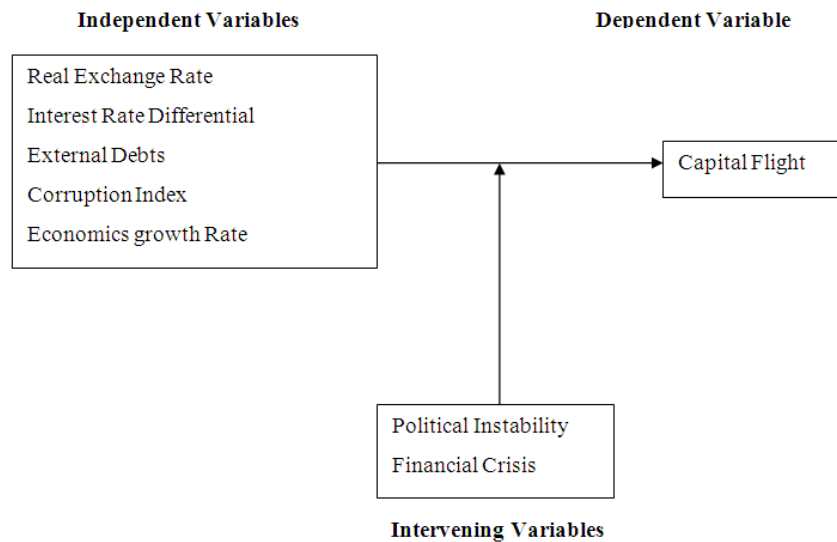 Independent Variables
Dependent Variable
Real Exchange Rate
Interest Rate Differential
External Debts
Corruption Index
Economics growth Rate
Capital Flight
Political Instability
Financial Crisis
Intervening Variables